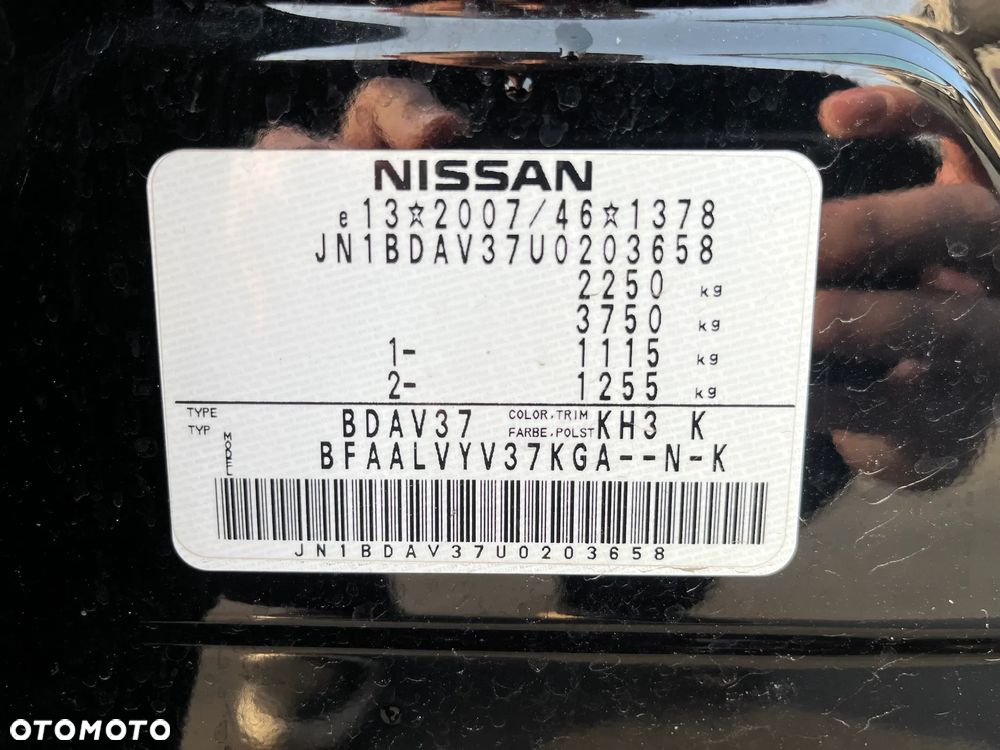 NISSAN
e13☆2007/46☆1378
JN1BDAV37U0203658
2250 kg
3750 kg
1- 1115 kg
2- 1255 kg
TYPE BDAV37 COLOR,TRIM KH3 K
TYP FARBE,POLST
MODEL BFAALVYV37KGA--N-K
JN1BDAV37U0203658
OTOMOTO